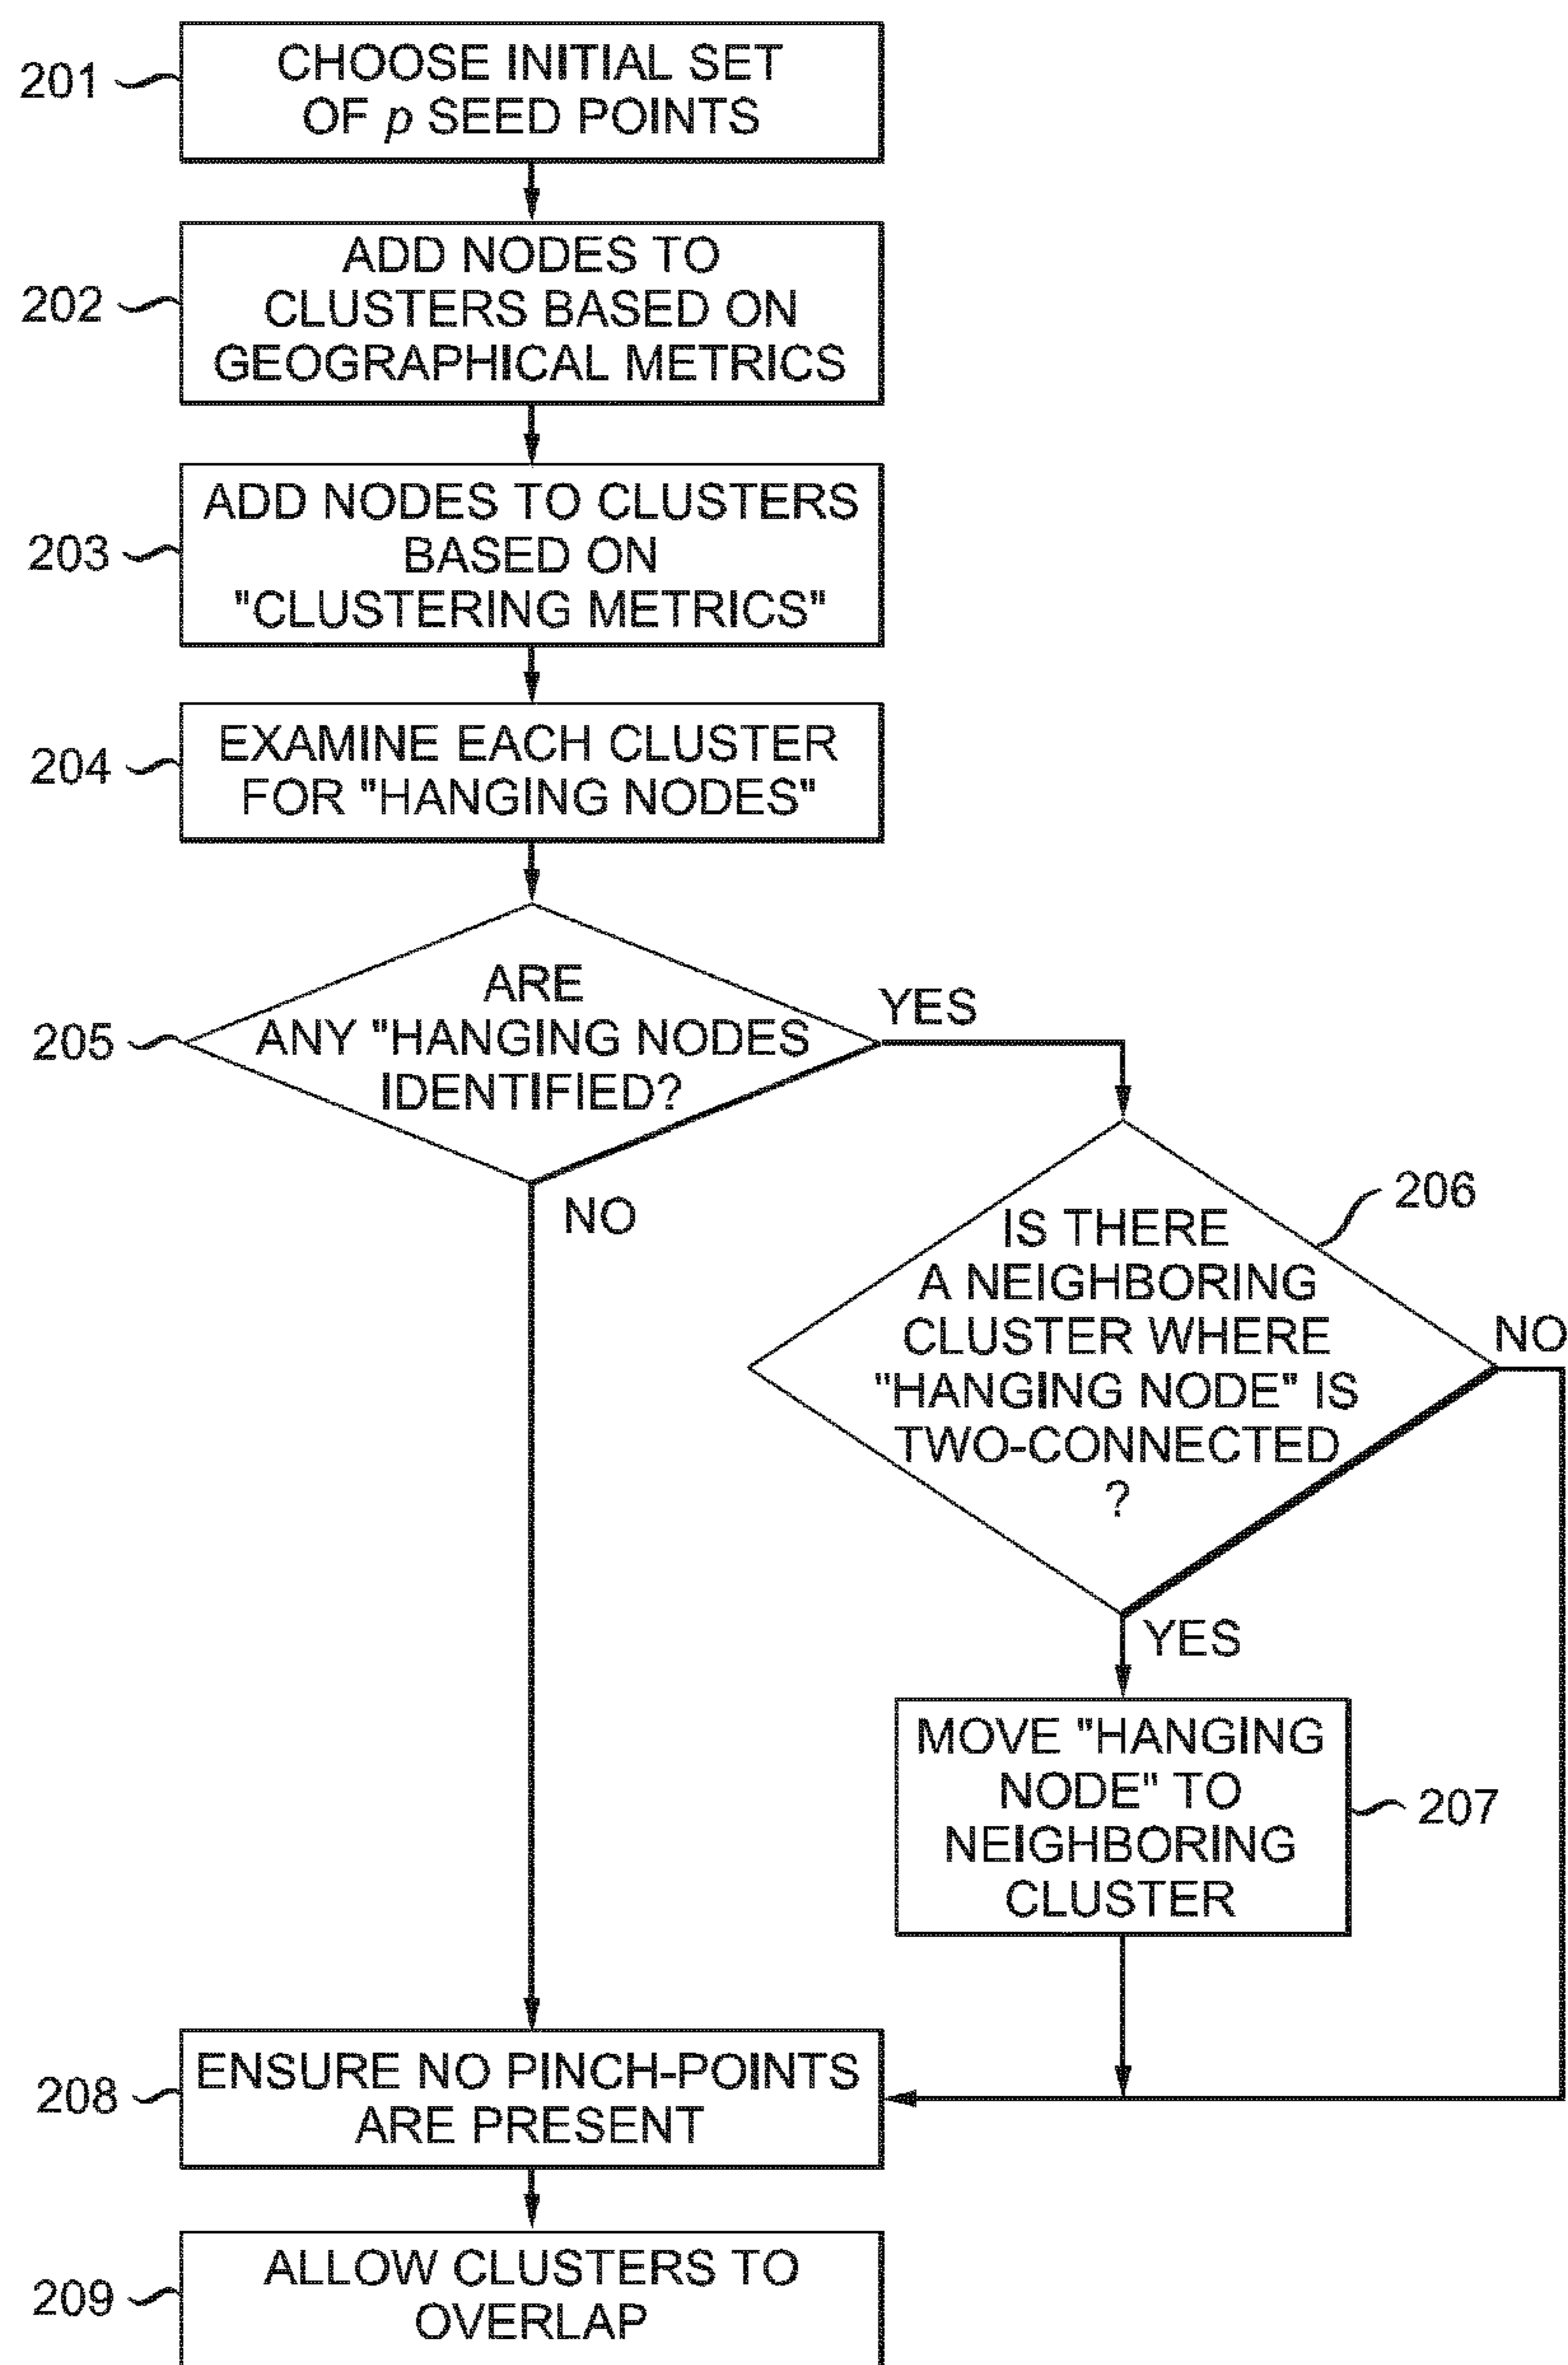 201
CHOOSE INITIAL SET
OF p SEED POINTS
202
ADD NODES TO
CLUSTERS BASED ON
GEOGRAPHICAL METRICS
203
ADD NODES TO CLUSTERS
BASED ON
"CLUSTERING METRICS"
204
EXAMINE EACH CLUSTER
FOR "HANGING NODES"
205
ARE
ANY "HANGING NODES
IDENTIFIED?
YES
NO
206
IS THERE
A NEIGHBORING
CLUSTER WHERE
"HANGING NODE" IS
TWO-CONNECTED
?
NO
YES
MOVE "HANGING
NODE" TO
NEIGHBORING
CLUSTER
207
208
ENSURE NO PINCH-POINTS
ARE PRESENT
209
ALLOW CLUSTERS TO
OVERLAP